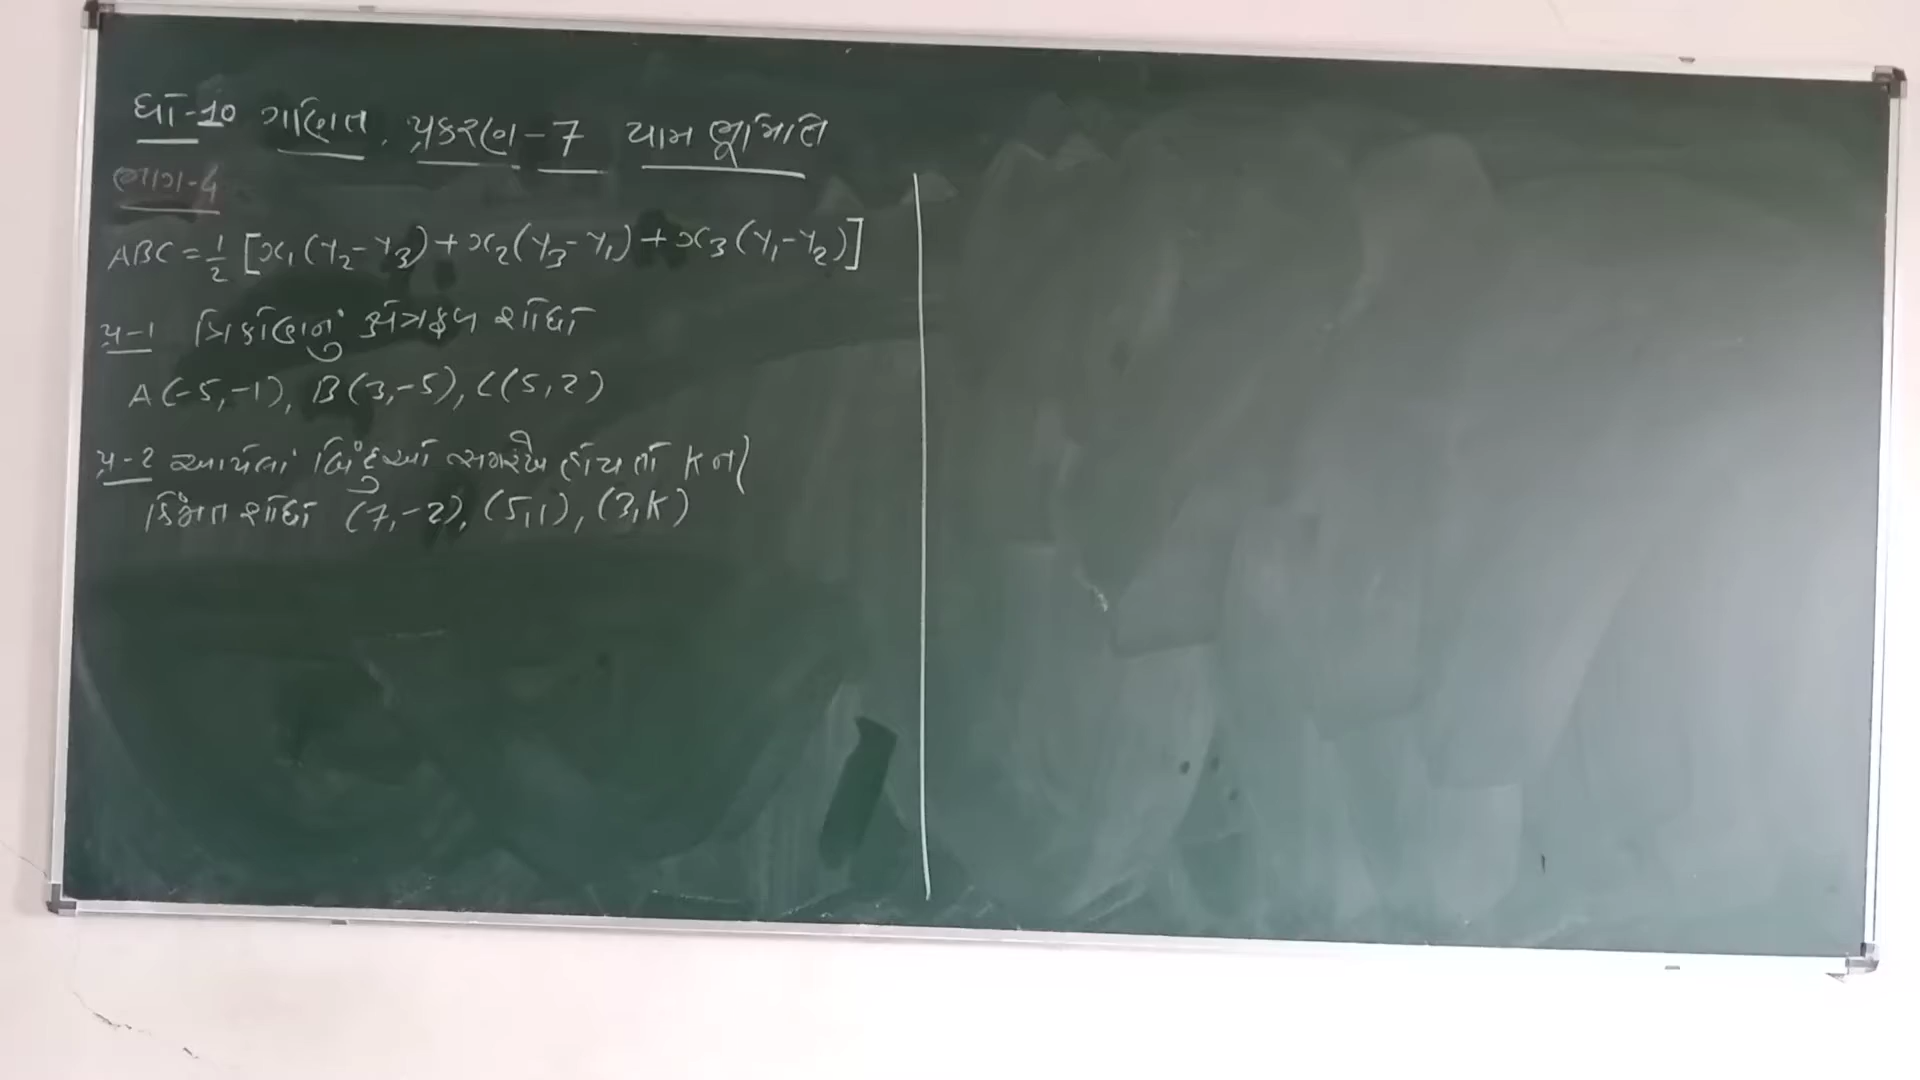 ધો-10 ગણિત, પ્રકરણ-7 યામ ભૂમિતિ
ભાગ-4
ABC = 1/2 [x₁(y₂-y₃)+x₂(y₃-y₁)+x₃(y₁-y₂)]
પ્ર-1 ત્રિકોણનું ક્ષેત્રફળ શોધો
A(-5,-1), B(3,-5), C(5,2)
પ્ર-2 આપેલાં બિંદુઓ સમરેખ હોય તો K ની
કિંમત શોધો (7,-2), (5,1), (3,K)